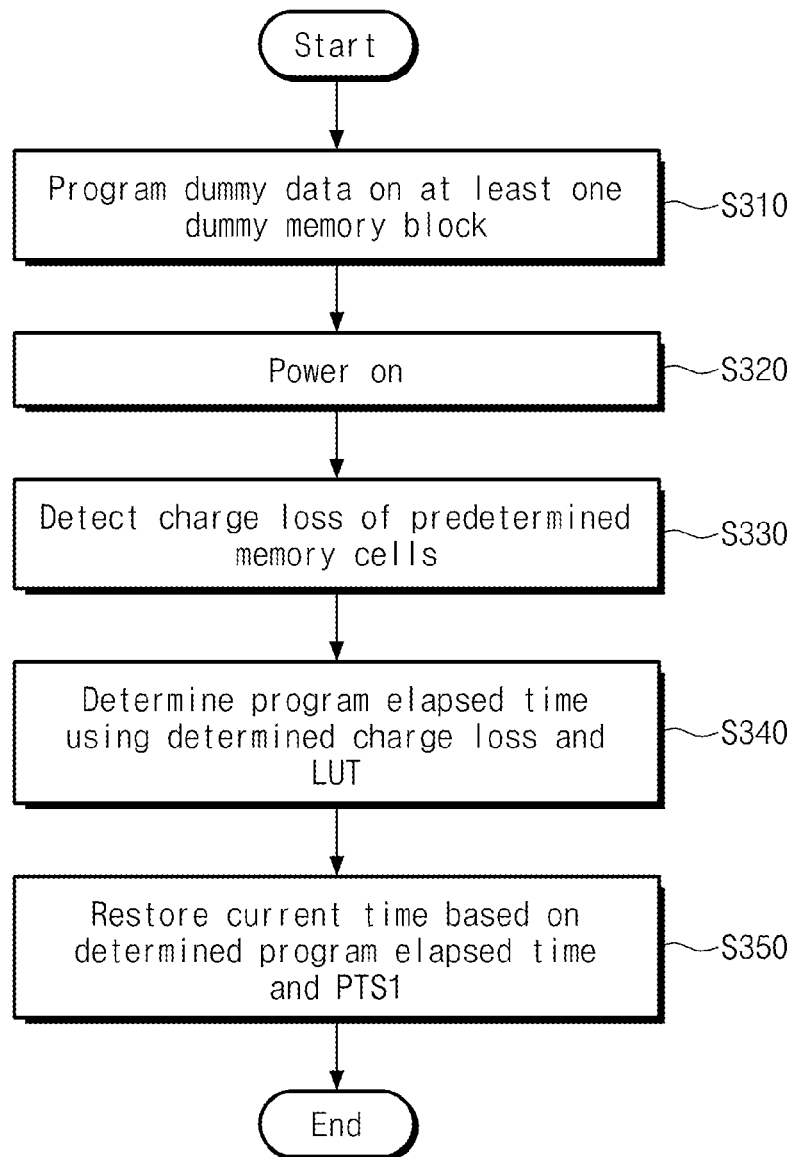 Start
Program dummy data on at least one
dummy memory block
S310
Power on
S320
Detect charge loss of predetermined
memory cells
S330
Determine program elapsed time
using determined charge loss and
LUT
S340
Restore current time based on
determined program elapsed time
and PTS1
S350
End